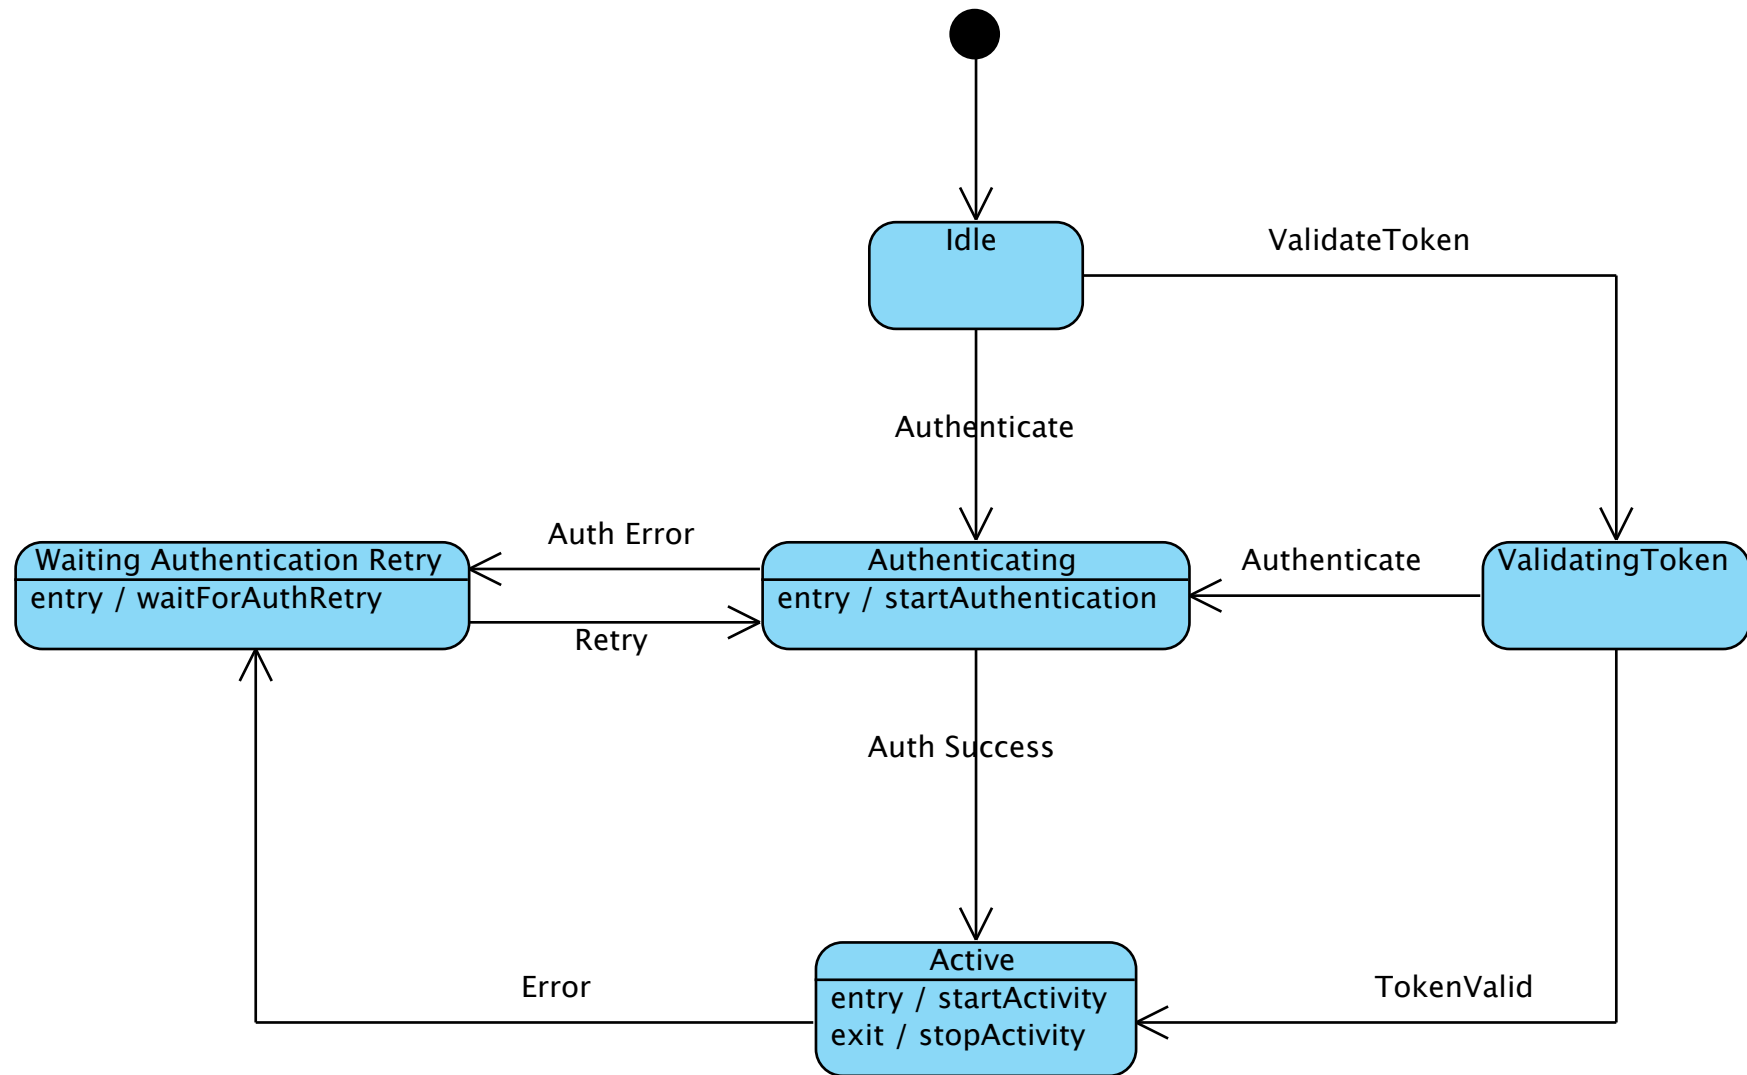 Idle
ValidateToken
Authenticate
Auth Error
Waiting Authentication Retry
entry / waitForAuthRetry
Retry
Authenticating
entry / startAuthentication
Authenticate
ValidatingToken
Auth Success
Error
Active
entry / startActivity
exit / stopActivity
TokenValid